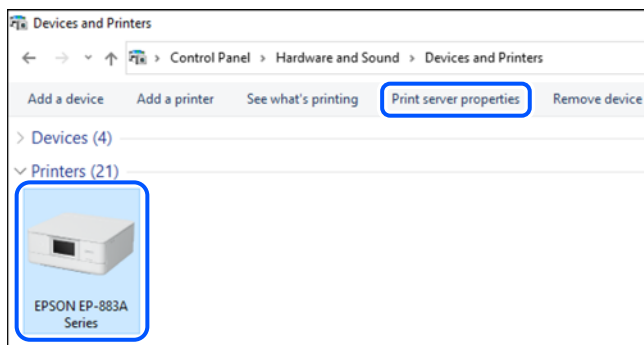 Devices and Printers
Control Panel > Hardware and Sound > Devices and Printers
Add a device Add a printer See what's printing Print server properties Remove device
Devices (4)
Printers (21)
EPSON EP-883A
Series